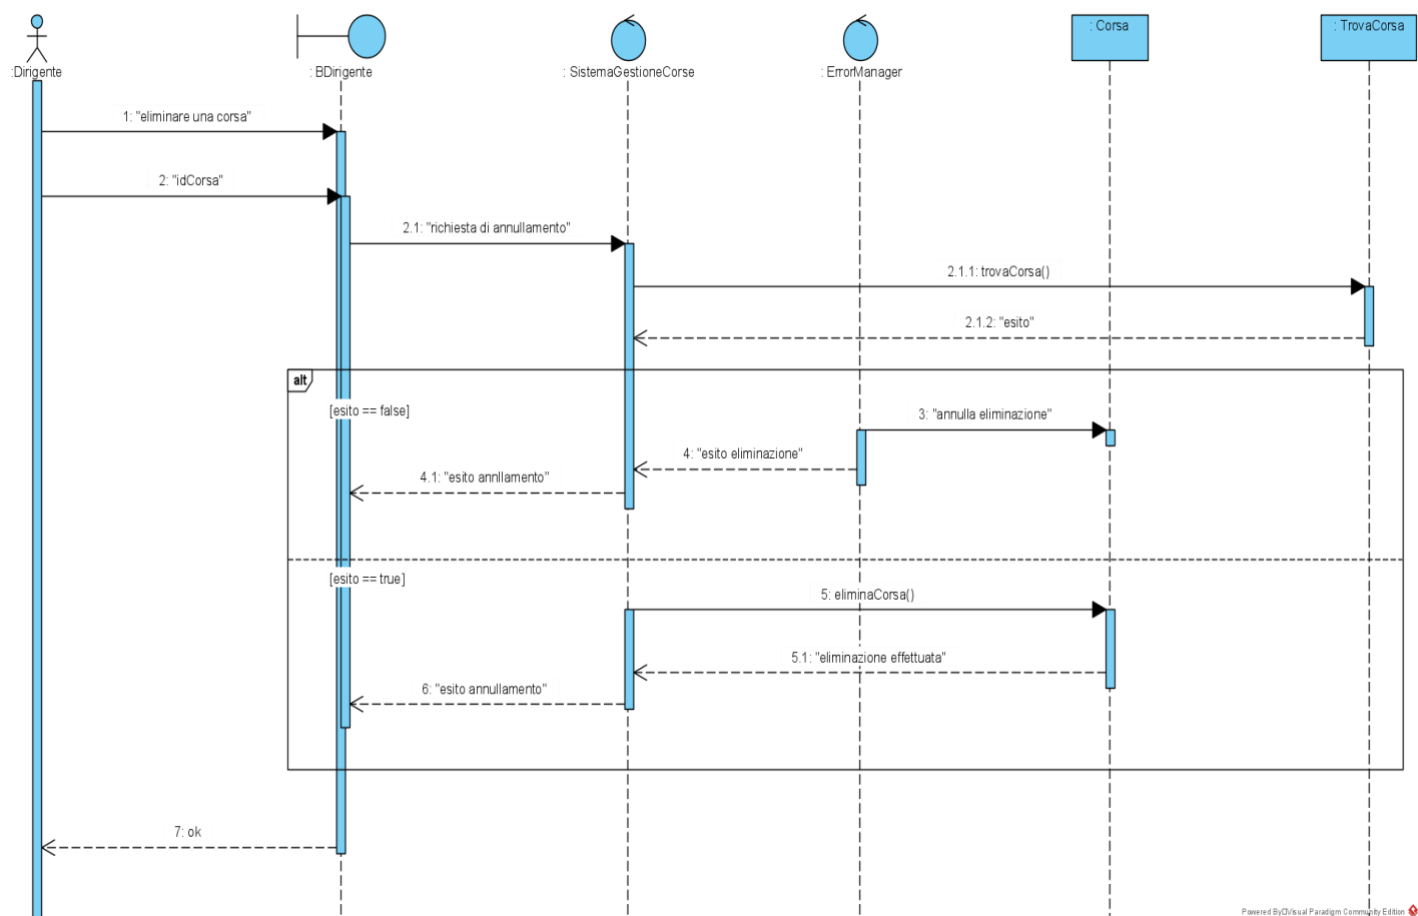 :Dirigente
: BDirigente
: SistemaGestioneCorse
: ErrorManager
: Corsa
: TrovaCorsa
1: "eliminare una corsa"
2: "idCorsa"
2.1: "richiesta di annullamento"
2.1.1: trovaCorsa()
2.1.2: "esito"
alt
[esito == false]
3: "annulla eliminazione"
4: "esito eliminazione"
4.1: "esito annllamento"
[esito == true]
5: eliminaCorsa()
5.1: "eliminazione effettuata"
6: "esito annullamento"
7: ok
Powered By Visual Paradigm Community Edition